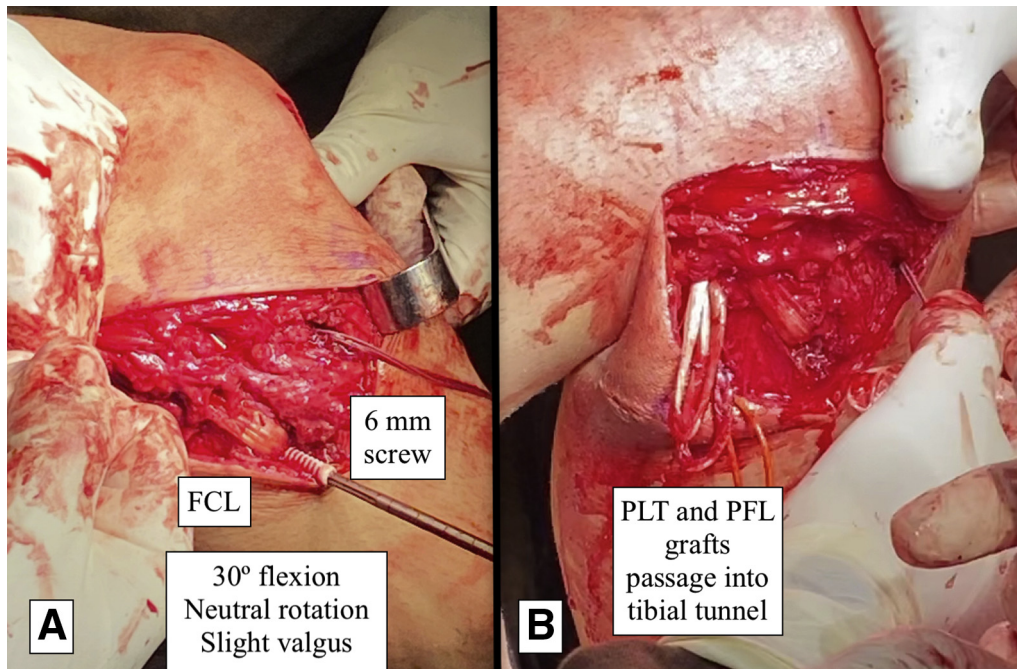 6 mm
screw
FCL
30º flexion
Neutral rotation
Slight valgus
A
PLT and PFL
grafts
passage into
tibial tunnel
B